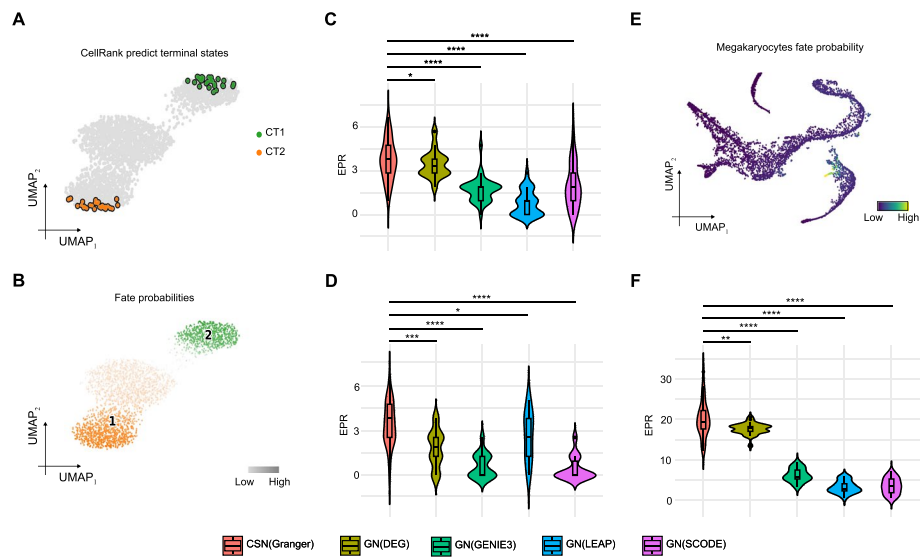 A
CellRank predict terminal states
CT1
CT2
UMAP2
UMAP1
B
Fate probabilities
2
1
UMAP2
UMAP1
Low High
C
****
****
****
*
6
3
0
EPR
D
****
*
****
***
6
3
0
EPR
E
Megakaryocytes fate probability
UMAP2
UMAP1
Low High
F
****
****
****
**
30
20
10
0
EPR
CSN(Granger) GN(DEG) GN(GENIE3) GN(LEAP) GN(SCODE)